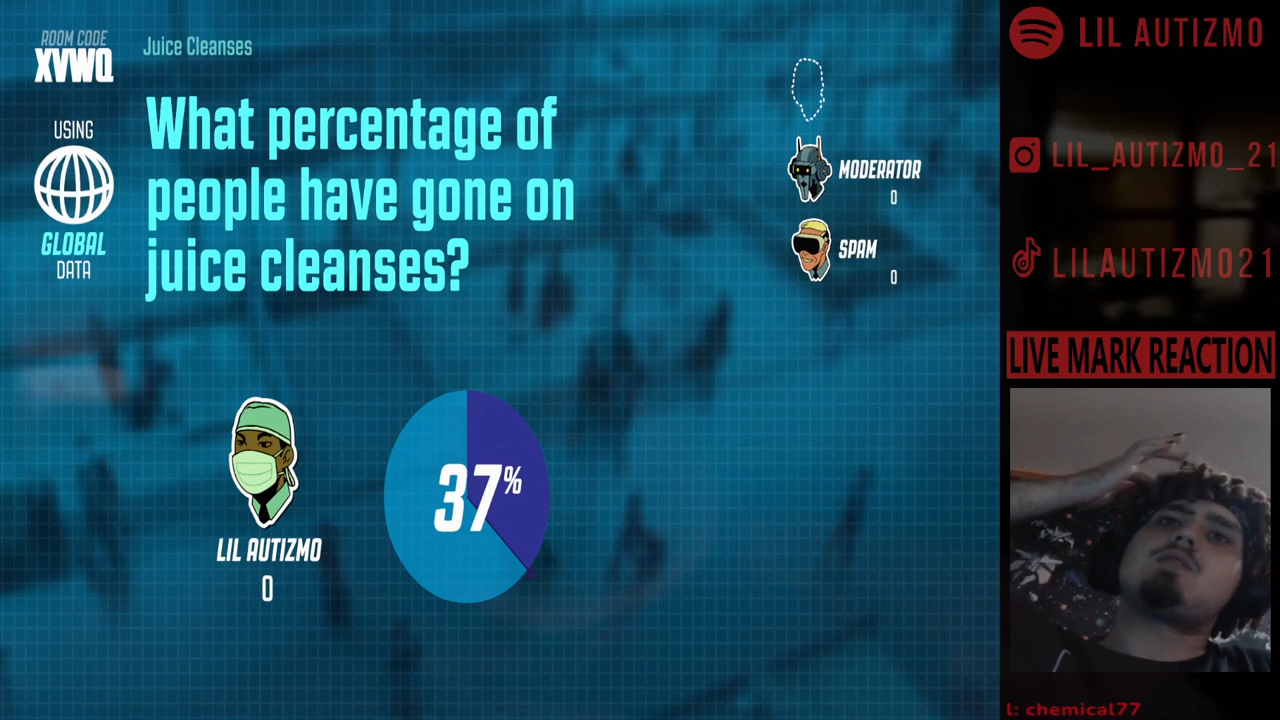 ROOM CODE
XVWQ
Juice Cleanses
What percentage of
people have gone on
juice cleanses?
USING
GLOBAL
DATA
MODERATOR
0
SPAM
0
37%
LIL AUTIZMO
0
LIL AUTIZMO
LIL_AUTIZMO_21
LILAUTIZMO21
LIVE MARK REACTION
l: chemical77